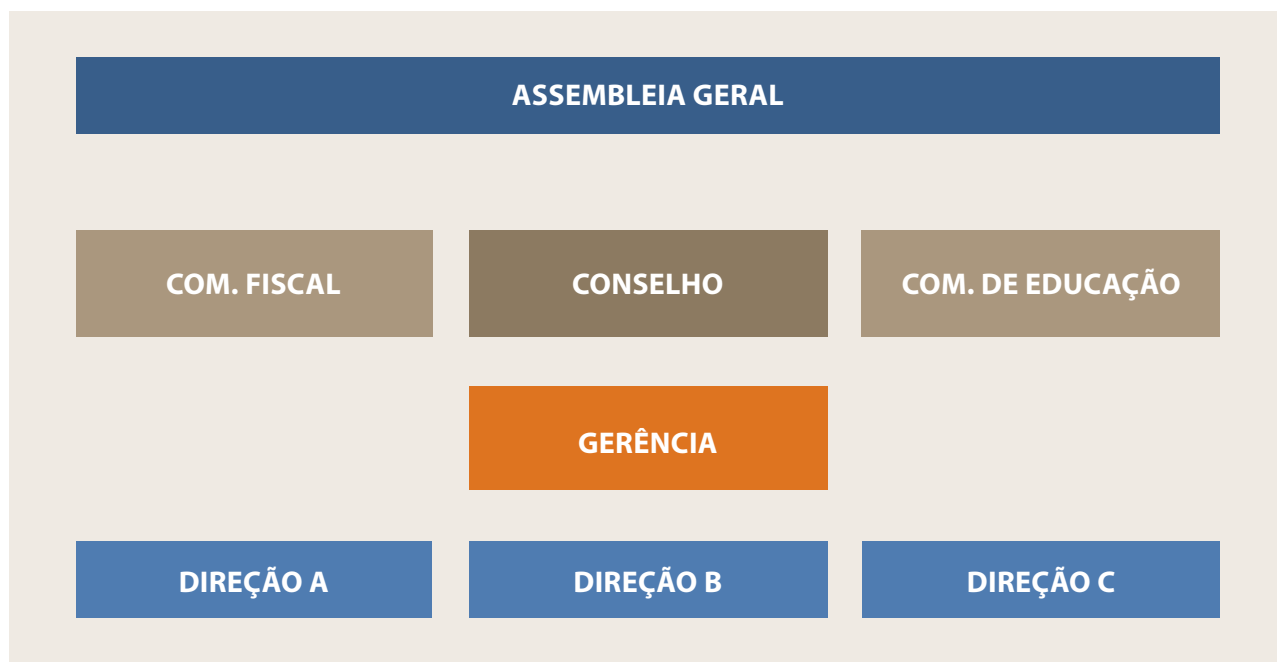 ASSEMBLEIA GERAL
COM. FISCAL
CONSELHO
COM. DE EDUCAÇÃO
GERÊNCIA
DIREÇÃO A
DIREÇÃO B
DIREÇÃO C